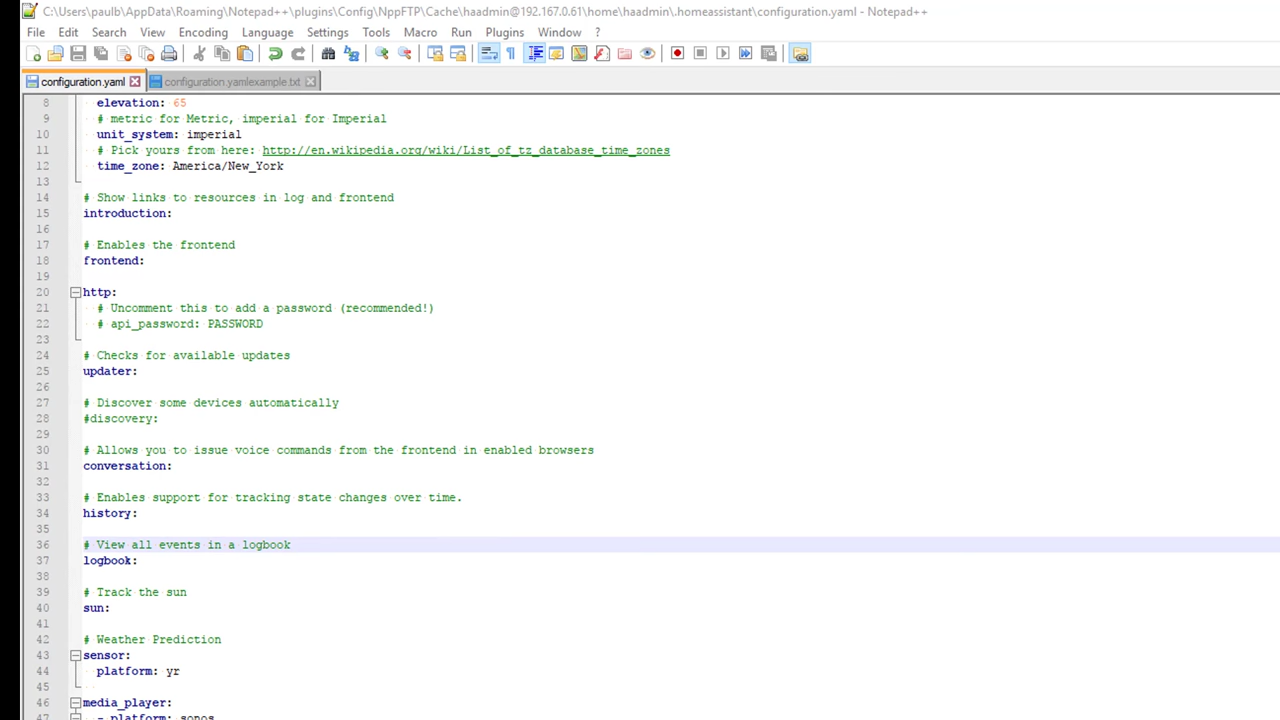 C:\Users\paulb\AppData\Roaming\Notepad++\plugins\Config\NppFTP\Cache\haadmin@192.167.0.61\home\haadmin\.homeassistant\configuration.yaml - Notepad++
File Edit Search View Encoding Language Settings Tools Macro Run Plugins Window ?
configuration.yaml configuration.yamlexample.txt
8 elevation: 65
9 # metric for Metric, imperial for Imperial
10 unit_system: imperial
11 # Pick yours from here: http://en.wikipedia.org/wiki/List_of_tz_database_time_zones
12 time_zone: America/New_York
13
14 # Show links to resources in log and frontend
15 introduction:
16
17 # Enables the frontend
18 frontend:
19
20 http:
21 # Uncomment this to add a password (recommended!)
22 # api_password: PASSWORD
23
24 # Checks for available updates
25 updater:
26
27 # Discover some devices automatically
28 #discovery:
29
30 # Allows you to issue voice commands from the frontend in enabled browsers
31 conversation:
32
33 # Enables support for tracking state changes over time.
34 history:
35
36 # View all events in a logbook
37 logbook:
38
39 # Track the sun
40 sun:
41
42 # Weather Prediction
43 sensor:
44 platform: yr
45
46 media_player:
47 - platform: sonos